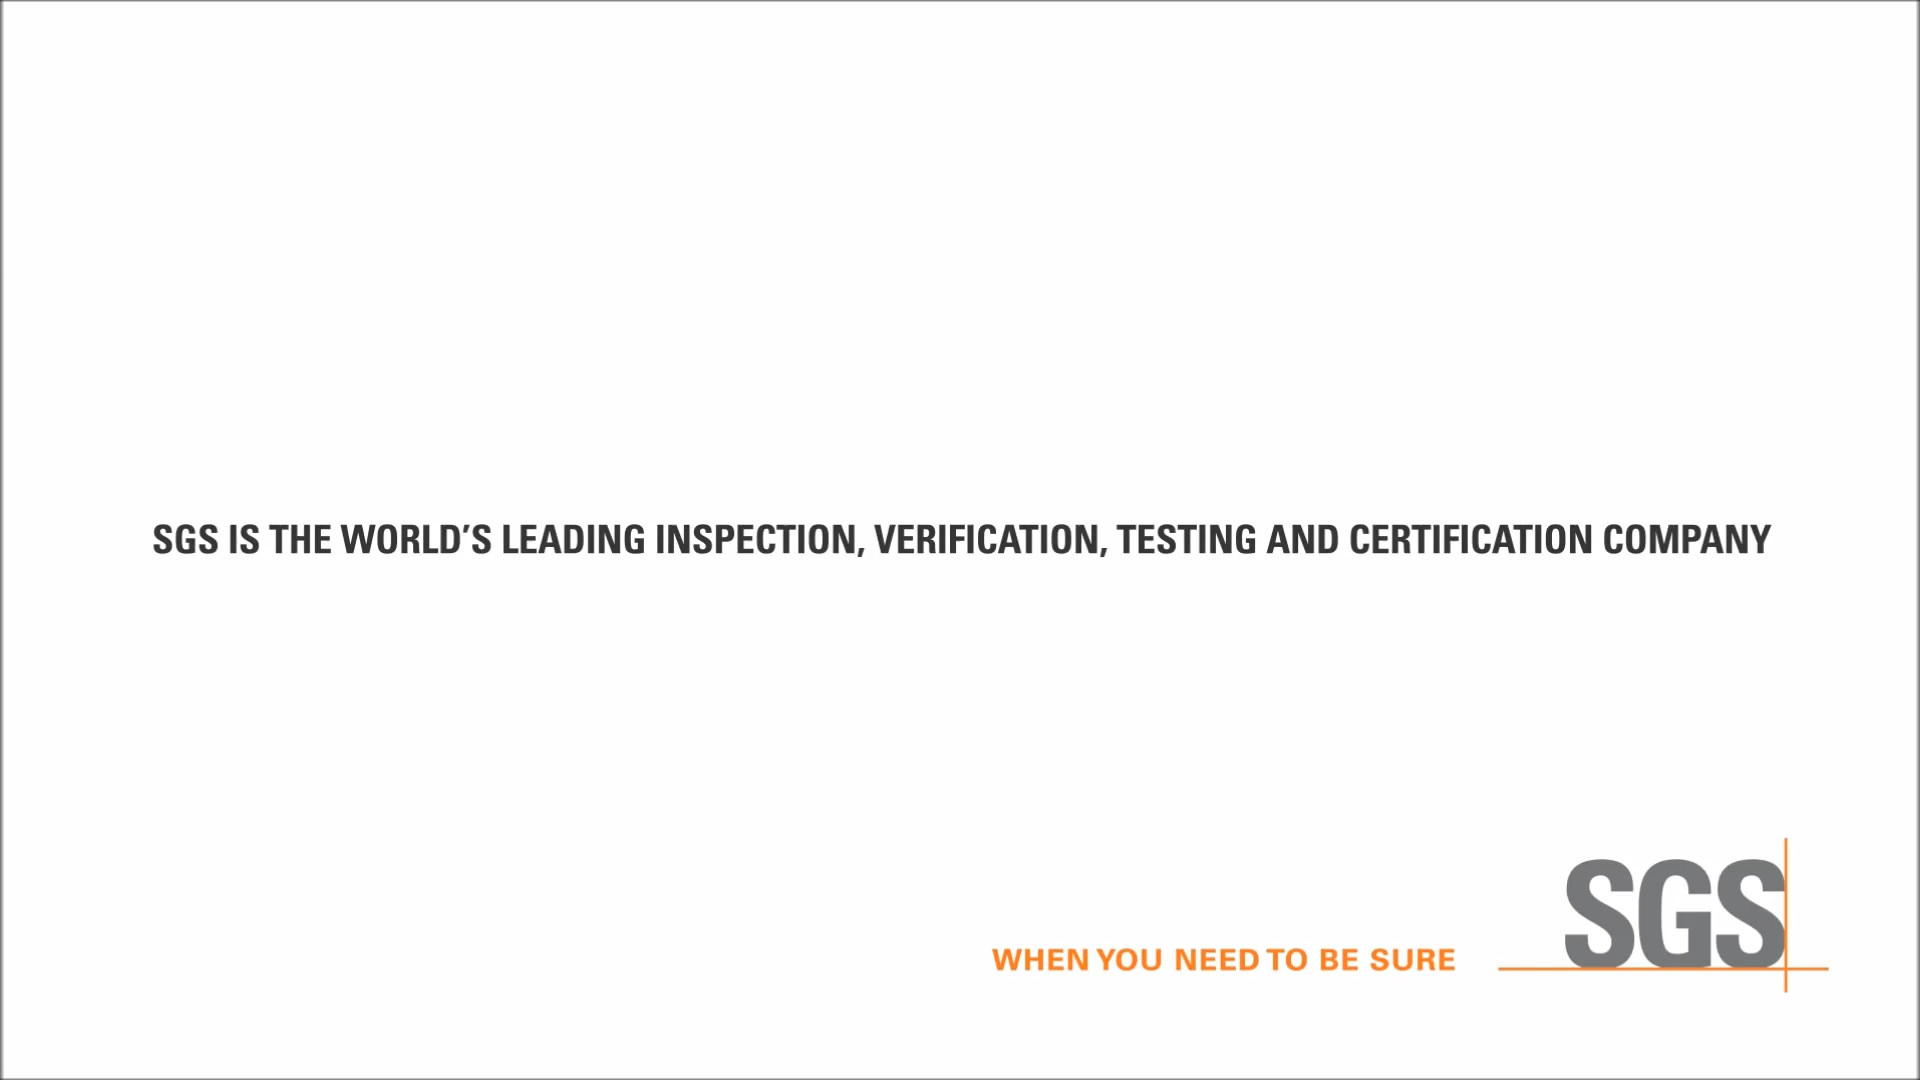 SGS IS THE WORLD’S LEADING INSPECTION, VERIFICATION, TESTING AND CERTIFICATION COMPANY
WHEN YOU NEED TO BE SURE
SGS